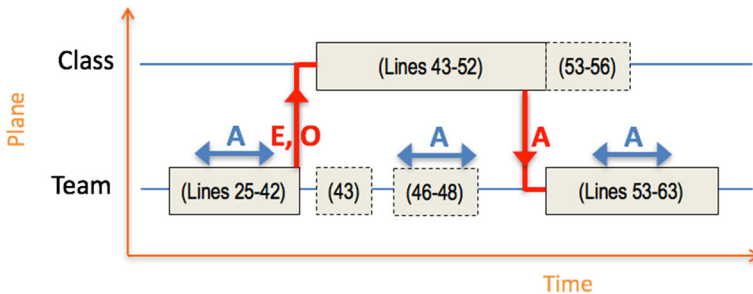 Class
(Lines 43-52)
(53-56)
Plane
A
E, O
A
A
A
Team
(Lines 25-42)
(43)
(46-48)
(Lines 53-63)
Time